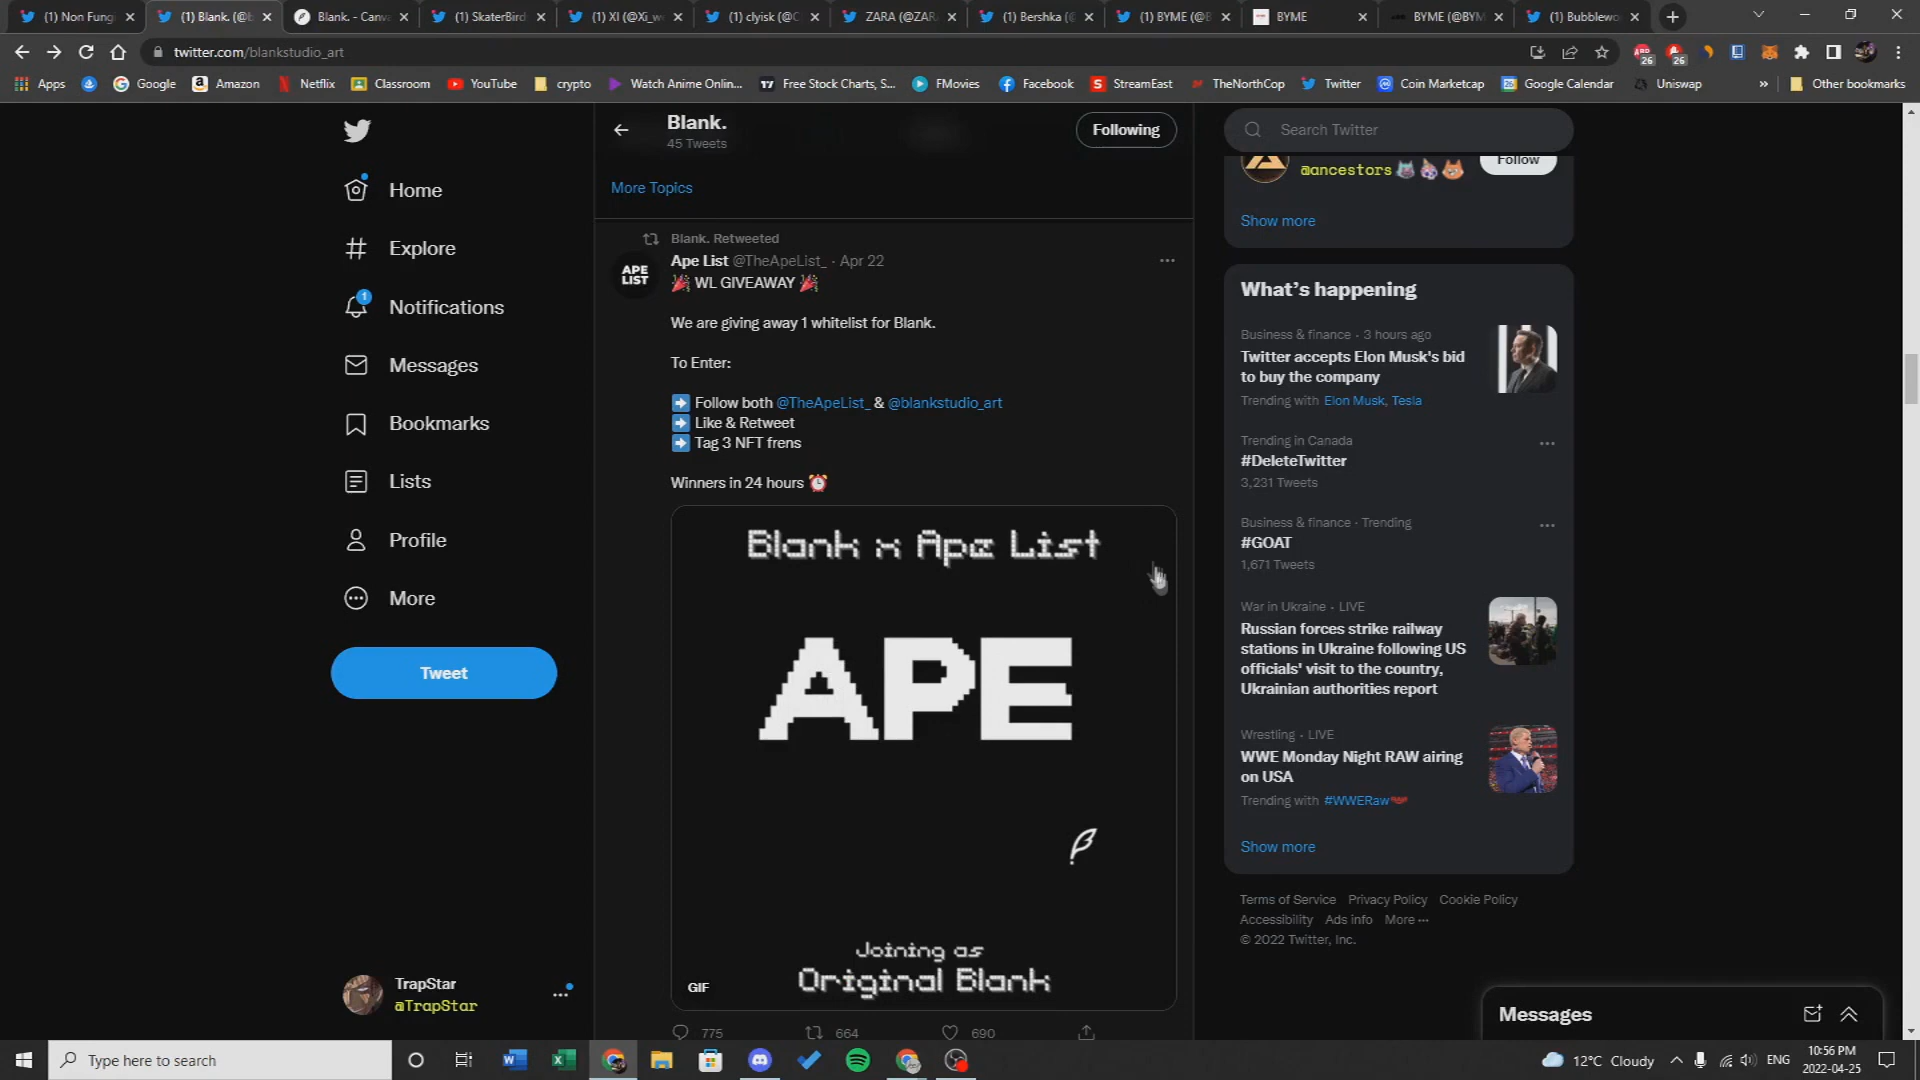 (1) Non Fungi
(1) Blank. (@b
Blank. - Canva
(1) SkaterBird
(1) XI (@Xi_w
(1) clyisk (@C
ZARA (@ZAR
(1) Bershka (@
(1) BYME (@B
BYME
BYME (@BYM
(1) Bubblewo
twitter.com/blankstudio_art
26
26
Apps
Google
Amazon
Netflix
Classroom
YouTube
crypto
Watch Anime Onlin...
Free Stock Charts, S...
FMovies
Facebook
StreamEast
TheNorthCop
Twitter
Coin Marketcap
Google Calendar
Uniswap
»
Other bookmarks
Home
Explore
1
Notifications
Messages
Bookmarks
Lists
Profile
More
Tweet
TrapStar
@TrapStar
Blank.
45 Tweets
Following
More Topics
Blank. Retweeted
APE
LIST
Ape List @TheApeList_ · Apr 22
🎉 WL GIVEAWAY 🎉
We are giving away 1 whitelist for Blank.
To Enter:
➡️ Follow both @TheApeList_ & @blankstudio_art
➡️ Like & Retweet
➡️ Tag 3 NFT frens
Winners in 24 hours ⏰
Blank x Ape List
APE
Joining as
Original Blank
GIF
775
664
690
Search Twitter
@ancestors
Follow
Show more
What's happening
Business & finance · 3 hours ago
Twitter accepts Elon Musk's bid
to buy the company
Trending with Elon Musk, Tesla
Trending in Canada
#DeleteTwitter
3,231 Tweets
Business & finance · Trending
#GOAT
1,671 Tweets
War in Ukraine · LIVE
Russian forces strike railway
stations in Ukraine following US
officials' visit to the country,
Ukrainian authorities report
Wrestling · LIVE
WWE Monday Night RAW airing
on USA
Trending with #WWERaw
Show more
Terms of Service Privacy Policy Cookie Policy
Accessibility Ads info More ···
© 2022 Twitter, Inc.
Messages
Type here to search
12°C Cloudy
ENG
10:56 PM
2022-04-25